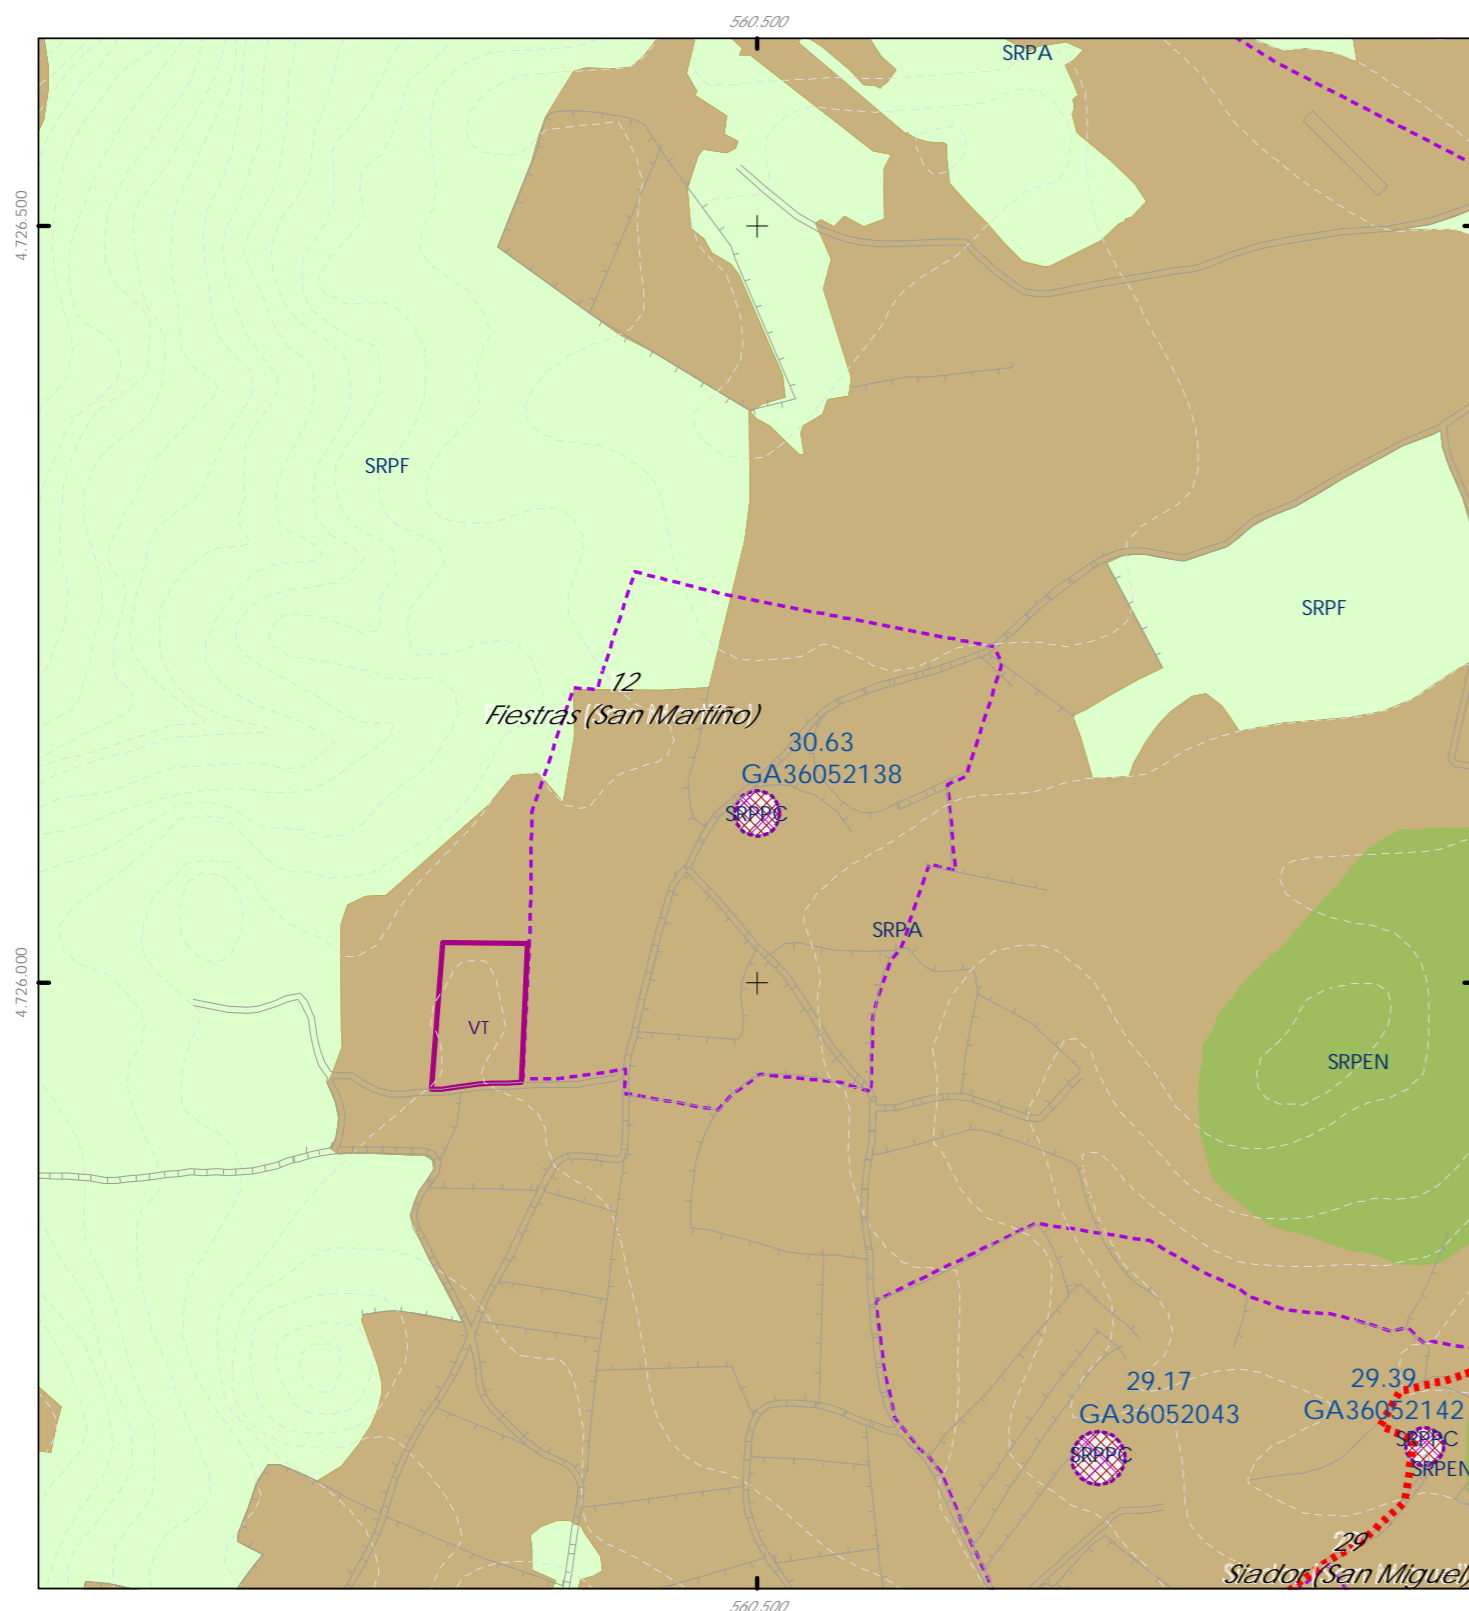 560.500
SRPA
4.726.500
SRPF
SRPF
12
Fiestras (San Martiño)
30.63
GA36052138
SRPPC
SRPA
4.726.000
VT
SRPEN
29.17
GA36052043
SRPPC
29.39
GA36052142
SRPPC
SRPEN
29
Siador (San Miguel)
560.500